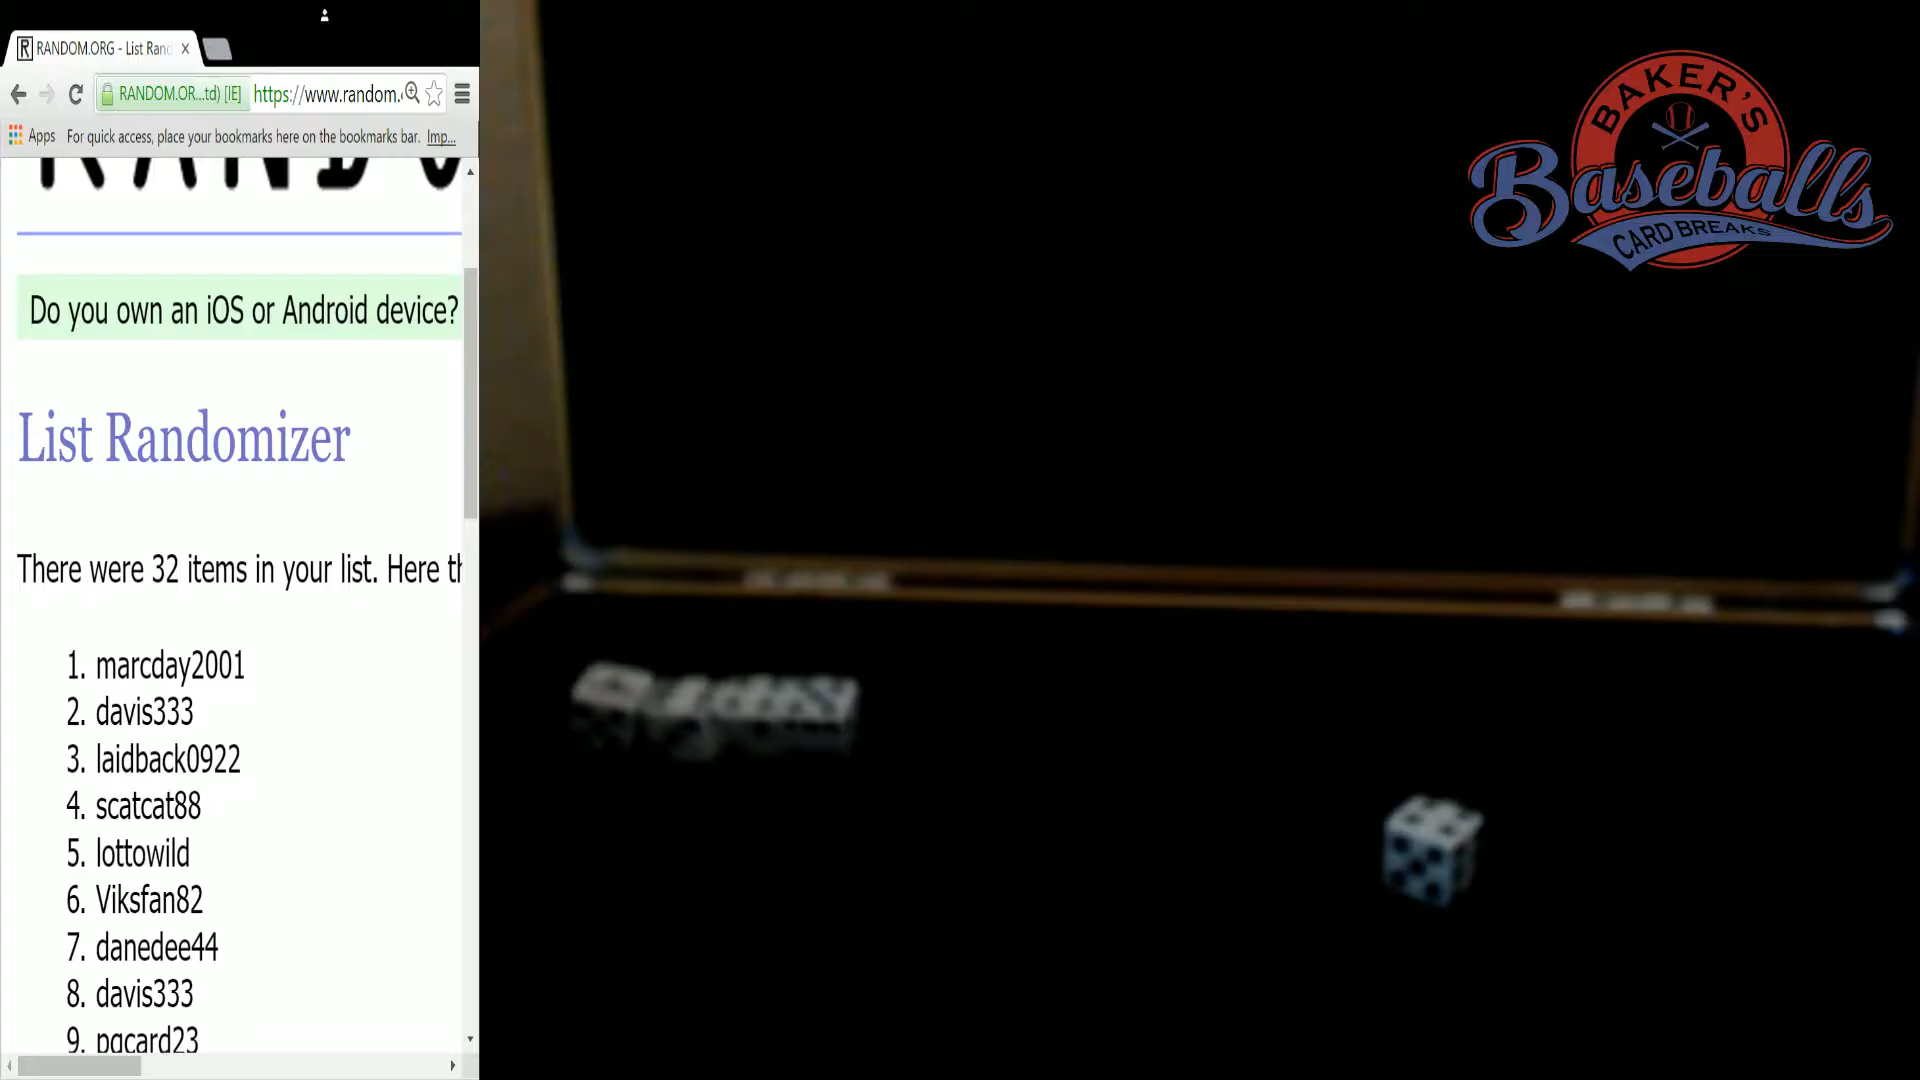 RANDOM.ORG - List Ran
RANDOM.OR...td) [IE]
https://www.random.
Apps
For quick access, place your bookmarks here on the bookmarks bar.
Imp...
RANDO
Do you own an iOS or Android device?
List Randomizer
There were 32 items in your list. Here th
1. marcday2001
2. davis333
3. laidback0922
4. scatcat88
5. lottowild
6. Viksfan82
7. danedee44
8. davis333
9. pgcard23
BAKER'S
Baseballs
CARD BREAKS